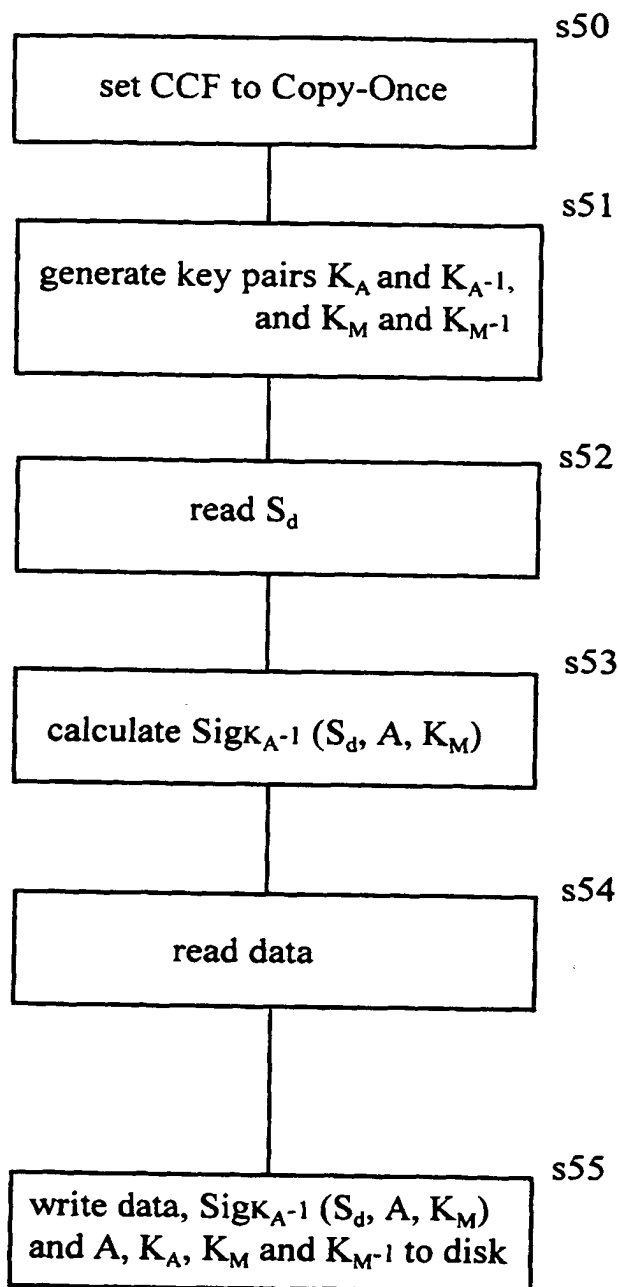 s50
set CCF to Copy-Once
s51
generate key pairs K_A and K_A-1,
and K_M and K_M-1
s52
read S_d
s53
calculate Sig_K_A-1 (S_d, A, K_M)
s54
read data
s55
write data, Sig_K_A-1 (S_d, A, K_M)
and A, K_A, K_M and K_M-1 to disk